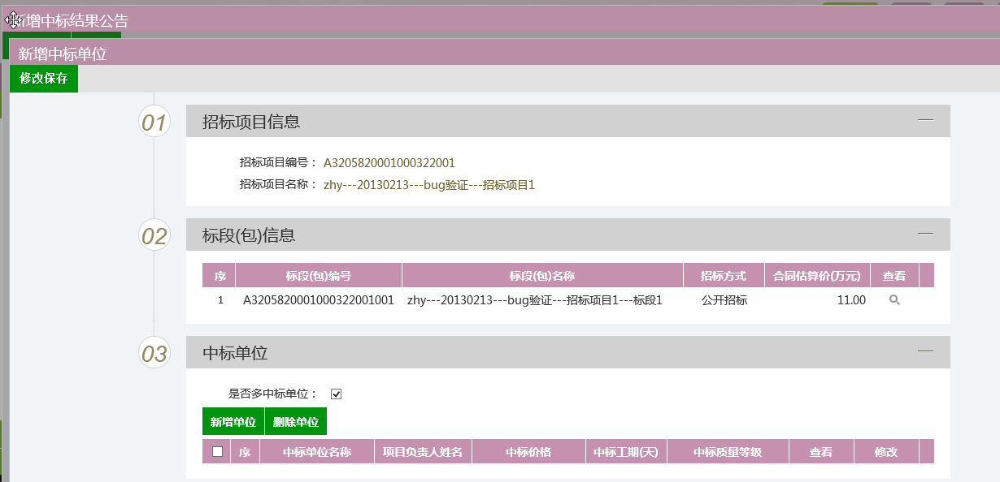 新增中标结果公告
新增中标单位
修改保存
01 招标项目信息
招标项目编号： A3205820001000322001
招标项目名称： zhy---20130213---bug验证---招标项目1
02 标段(包)信息
序 标段(包)编号 标段(包)名称 招标方式 合同估算价(万元) 查看
1 A3205820001000322001001 zhy---20130213---bug验证---招标项目1---标段1 公开招标 11.00
03 中标单位
是否多中标单位：
新增单位 删除单位
序 中标单位名称 项目负责人姓名 中标价格 中标工期(天) 中标质量等级 查看 修改